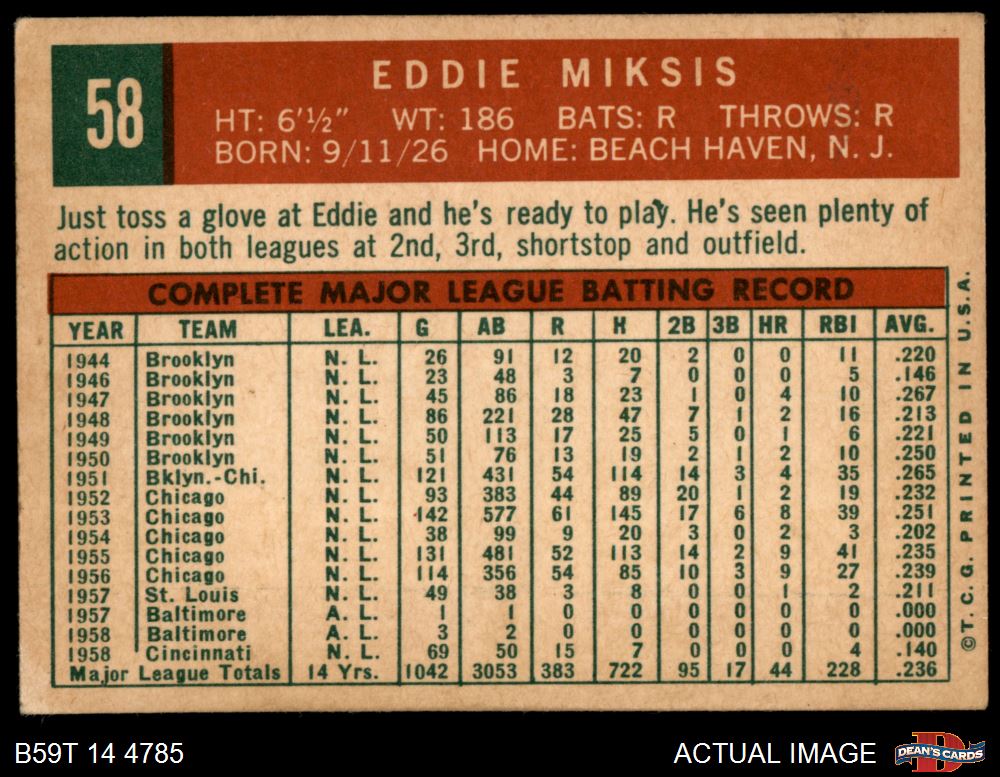 58
EDDIE MIKSIS
HT: 6'½" WT: 186 BATS: R THROWS: R
BORN: 9/11/26 HOME: BEACH HAVEN, N. J.
Just toss a glove at Eddie and he's ready to play. He's seen plenty of
action in both leagues at 2nd, 3rd, shortstop and outfield.
COMPLETE MAJOR LEAGUE BATTING RECORD
YEAR TEAM LEA. G AB R H 2B 3B HR RBI AVG.
1944 Brooklyn N. L. 26 91 12 20 2 0 0 11 .220
1946 Brooklyn N. L. 23 48 3 7 0 0 0 5 .146
1947 Brooklyn N. L. 45 86 18 23 1 0 4 10 .267
1948 Brooklyn N. L. 86 221 28 47 7 1 2 16 .213
1949 Brooklyn N. L. 50 113 17 25 5 0 1 6 .221
1950 Brooklyn N. L. 51 76 13 19 2 1 2 10 .250
1951 Bklyn.-Chi. N. L. 121 431 54 114 14 3 4 35 .265
1952 Chicago N. L. 93 383 44 89 20 1 2 19 .232
1953 Chicago N. L. 142 577 61 145 17 6 8 39 .251
1954 Chicago N. L. 38 99 9 20 3 0 2 3 .202
1955 Chicago N. L. 131 481 52 113 14 2 9 41 .235
1956 Chicago N. L. 114 356 54 85 10 3 9 27 .239
1957 St. Louis N. L. 49 38 3 8 0 0 1 2 .211
1957 Baltimore A. L. 1 1 0 0 0 0 0 0 .000
1958 Baltimore A. L. 3 2 0 0 0 0 0 0 .000
1958 Cincinnati N. L. 69 50 15 7 0 0 0 4 .140
Major League Totals 14 Yrs. 1042 3053 383 722 95 17 44 228 .236
©T. C. G. PRINTED IN U.S.A.
B59T 14 4785
ACTUAL IMAGE
D
DEAN'S CARDS